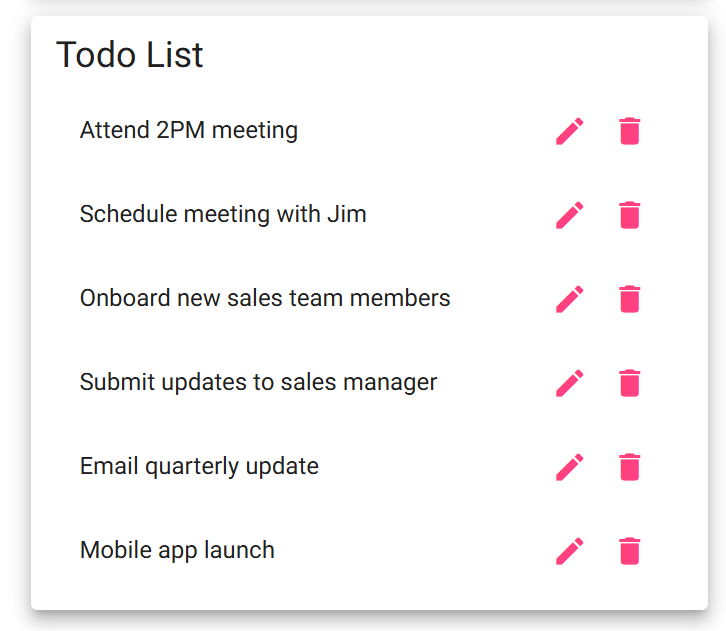 Todo List
Attend 2PM meeting
Schedule meeting with Jim
Onboard new sales team members
Submit updates to sales manager
Email quarterly update
Mobile app launch